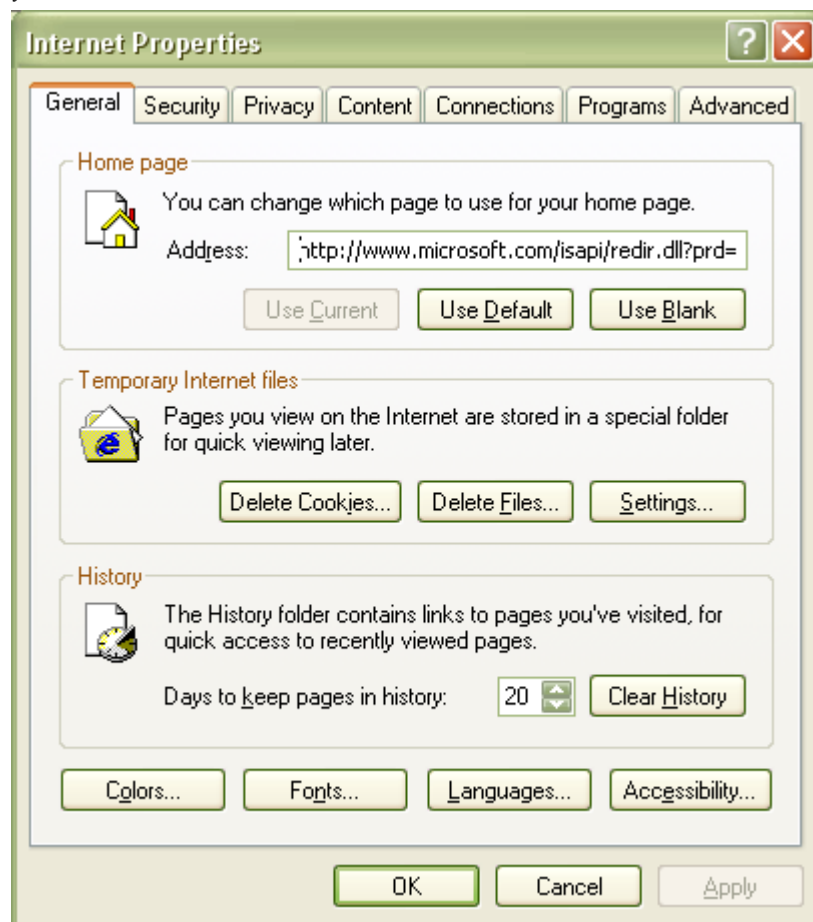 Internet Properties
General Security Privacy Content Connections Programs Advanced
Home page
You can change which page to use for your home page.
Address: http://www.microsoft.com/isapi/redir.dll?prd=
Use Current Use Default Use Blank
Temporary Internet files
Pages you view on the Internet are stored in a special folder
for quick viewing later.
Delete Cookies... Delete Files... Settings...
History
The History folder contains links to pages you've visited, for
quick access to recently viewed pages.
Days to keep pages in history: 20 Clear History
Colors... Fonts... Languages... Accessibility...
OK Cancel Apply